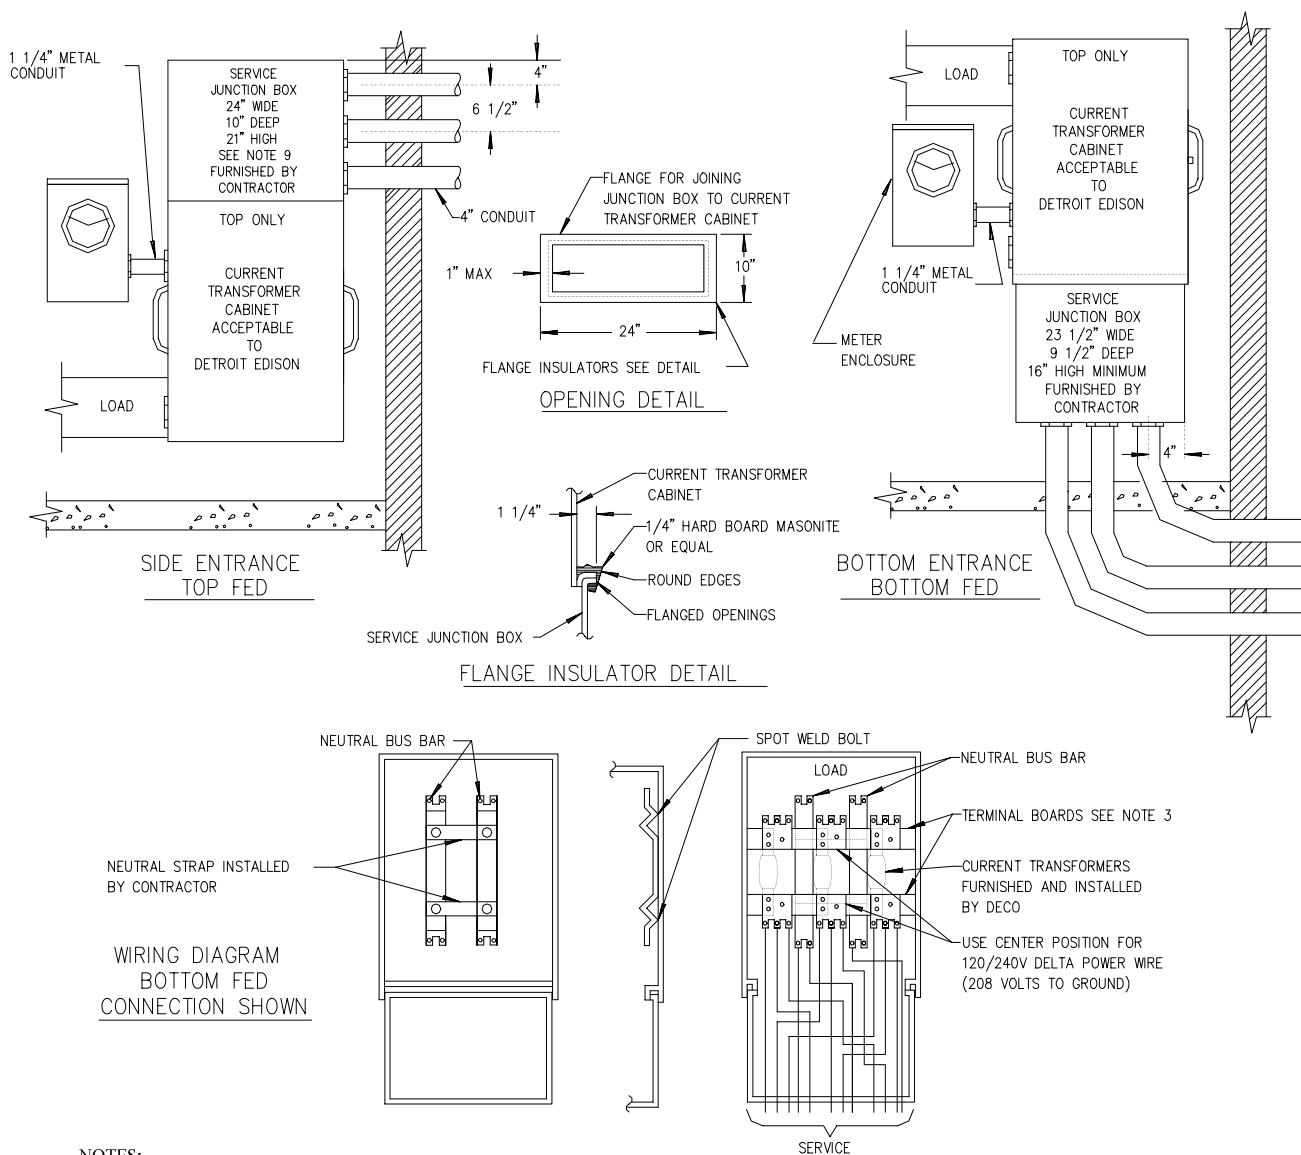 1 1/4" METAL
CONDUIT
SERVICE
JUNCTION BOX
24" WIDE
10" DEEP
21" HIGH
SEE NOTE 9
FURNISHED BY
CONTRACTOR
4"
6 1/2"
4" CONDUIT
TOP ONLY
CURRENT
TRANSFORMER
CABINET
ACCEPTABLE
TO
DETROIT EDISON
LOAD
SIDE ENTRANCE
TOP FED
FLANGE FOR JOINING
JUNCTION BOX TO CURRENT
TRANSFORMER CABINET
1" MAX
10"
24"
FLANGE INSULATORS SEE DETAIL
OPENING DETAIL
CURRENT TRANSFORMER
CABINET
1 1/4"
1/4" HARD BOARD MASONITE
OR EQUAL
ROUND EDGES
FLANGED OPENINGS
SERVICE JUNCTION BOX
FLANGE INSULATOR DETAIL
LOAD
TOP ONLY
CURRENT
TRANSFORMER
CABINET
ACCEPTABLE
TO
DETROIT EDISON
1 1/4" METAL
CONDUIT
METER
ENCLOSURE
SERVICE
JUNCTION BOX
23 1/2" WIDE
9 1/2" DEEP
16" HIGH MINIMUM
FURNISHED BY
CONTRACTOR
4"
BOTTOM ENTRANCE
BOTTOM FED
NEUTRAL BUS BAR
NEUTRAL STRAP INSTALLED
BY CONTRACTOR
WIRING DIAGRAM
BOTTOM FED
CONNECTION SHOWN
SPOT WELD BOLT
LOAD
NEUTRAL BUS BAR
TERMINAL BOARDS SEE NOTE 3
CURRENT TRANSFORMERS
FURNISHED AND INSTALLED
BY DECO
USE CENTER POSITION FOR
120/240V DELTA POWER WIRE
(208 VOLTS TO GROUND)
SERVICE
NOTES: